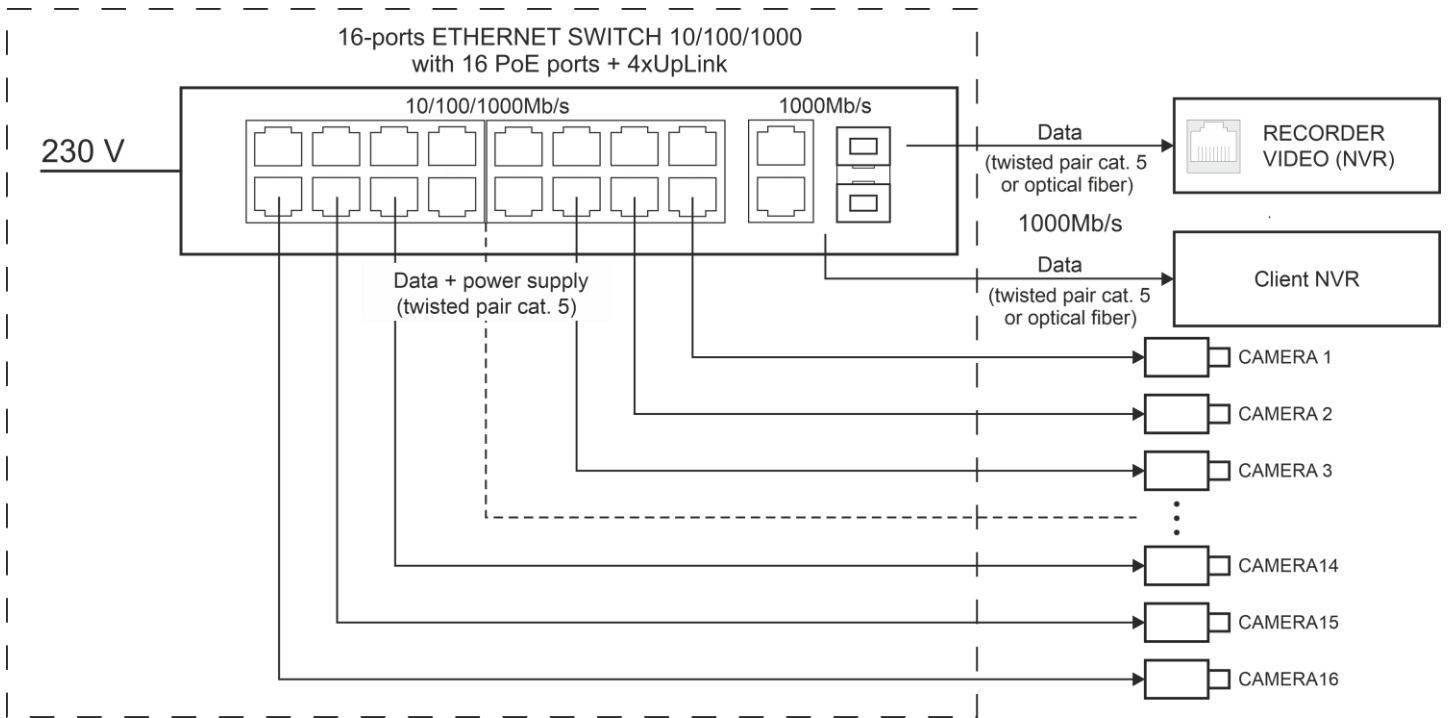 16-ports ETHERNET SWITCH 10/100/1000
with 16 PoE ports + 4xUpLink
10/100/1000Mb/s
1000Mb/s
230 V
Data
(twisted pair cat. 5
or optical fiber)
RECORDER
VIDEO (NVR)
1000Mb/s
Data
(twisted pair cat. 5
or optical fiber)
Client NVR
Data + power supply
(twisted pair cat. 5)
CAMERA 1
CAMERA 2
CAMERA 3
CAMERA14
CAMERA15
CAMERA16